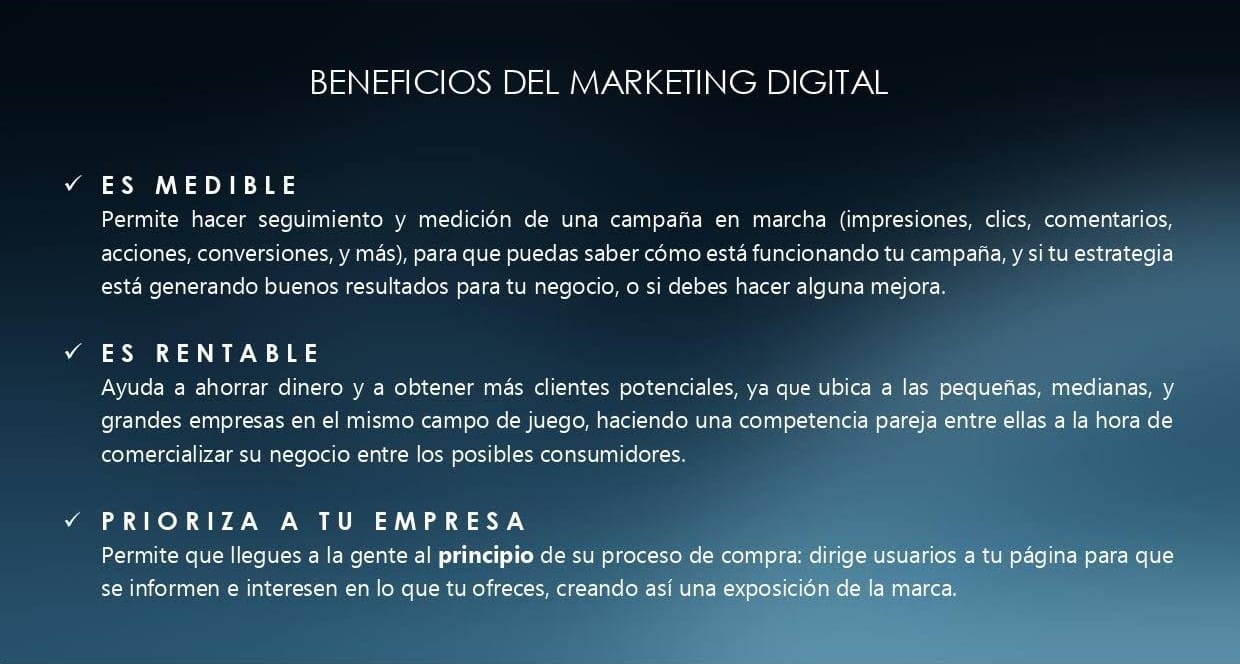 BENEFICIOS DEL MARKETING DIGITAL
✓ ES MEDIBLE
Permite hacer seguimiento y medición de una campaña en marcha (impresiones, clics, comentarios,
acciones, conversiones, y más), para que puedas saber cómo está funcionando tu campaña, y si tu estrategia
está generando buenos resultados para tu negocio, o si debes hacer alguna mejora.
✓ ES RENTABLE
Ayuda a ahorrar dinero y a obtener más clientes potenciales, ya que ubica a las pequeñas, medianas, y
grandes empresas en el mismo campo de juego, haciendo una competencia pareja entre ellas a la hora de
comercializar su negocio entre los posibles consumidores.
✓ PRIORIZA A TU EMPRESA
Permite que llegues a la gente al principio de su proceso de compra: dirige usuarios a tu página para que
se informen e interesen en lo que tu ofreces, creando así una exposición de la marca.